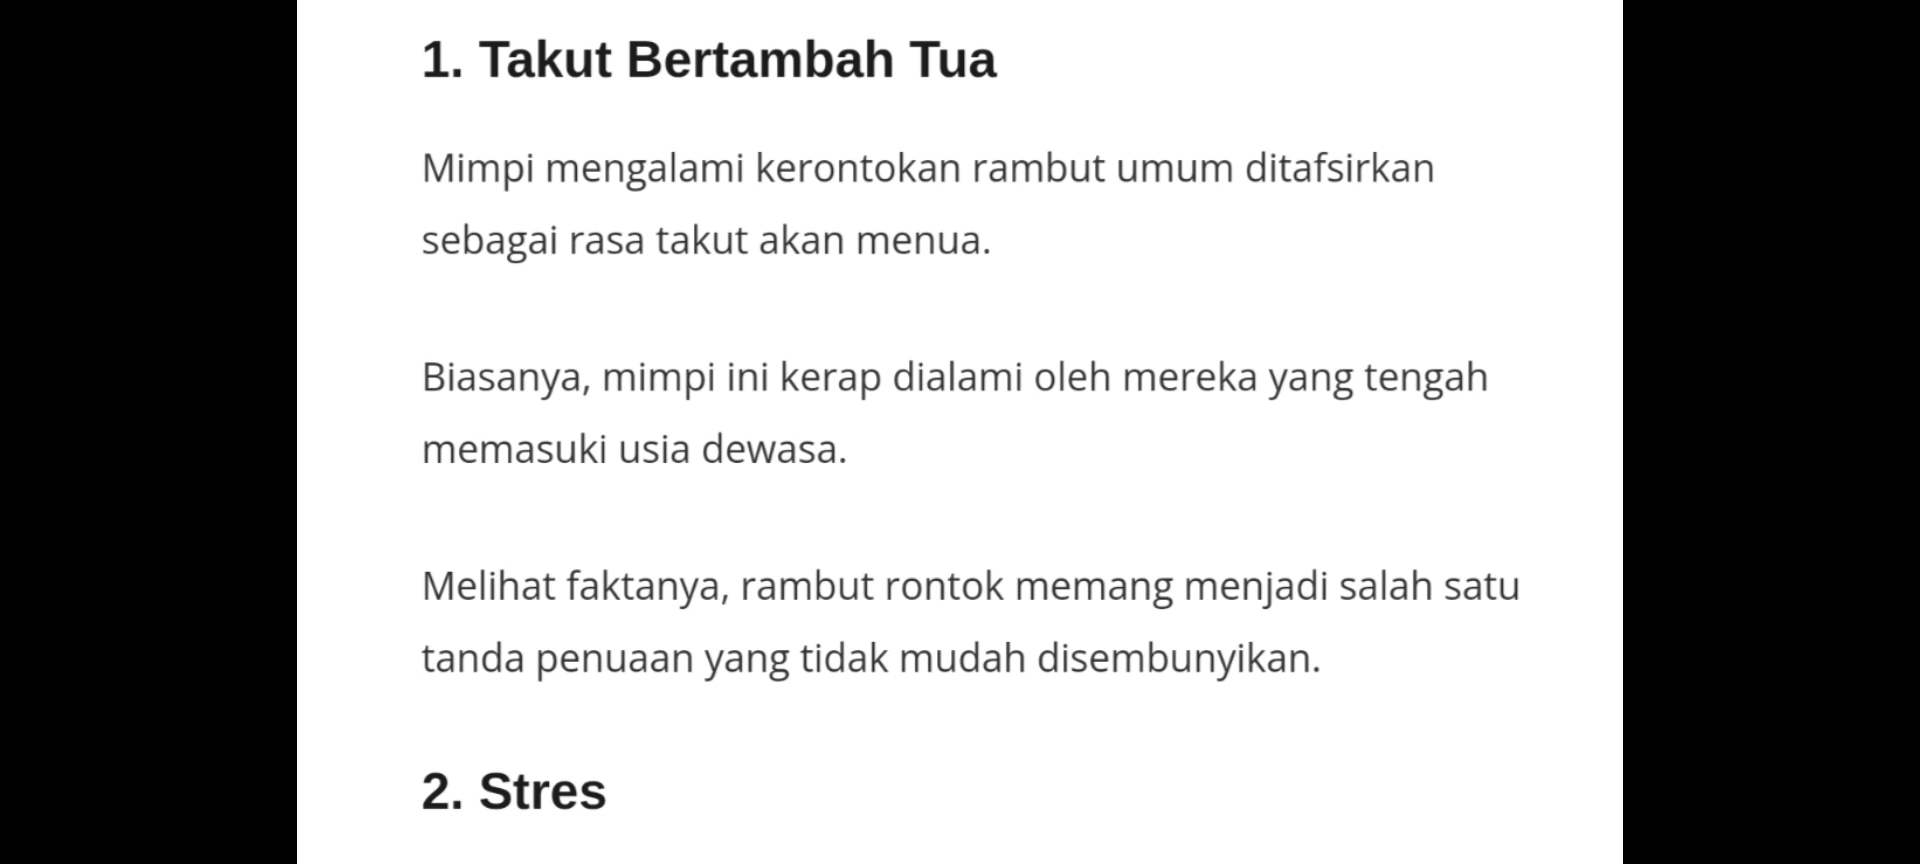 1. Takut Bertambah Tua
Mimpi mengalami kerontokan rambut umum ditafsirkan
sebagai rasa takut akan menua.
Biasanya, mimpi ini kerap dialami oleh mereka yang tengah
memasuki usia dewasa.
Melihat faktanya, rambut rontok memang menjadi salah satu
tanda penuaan yang tidak mudah disembunyikan.
2. Stres